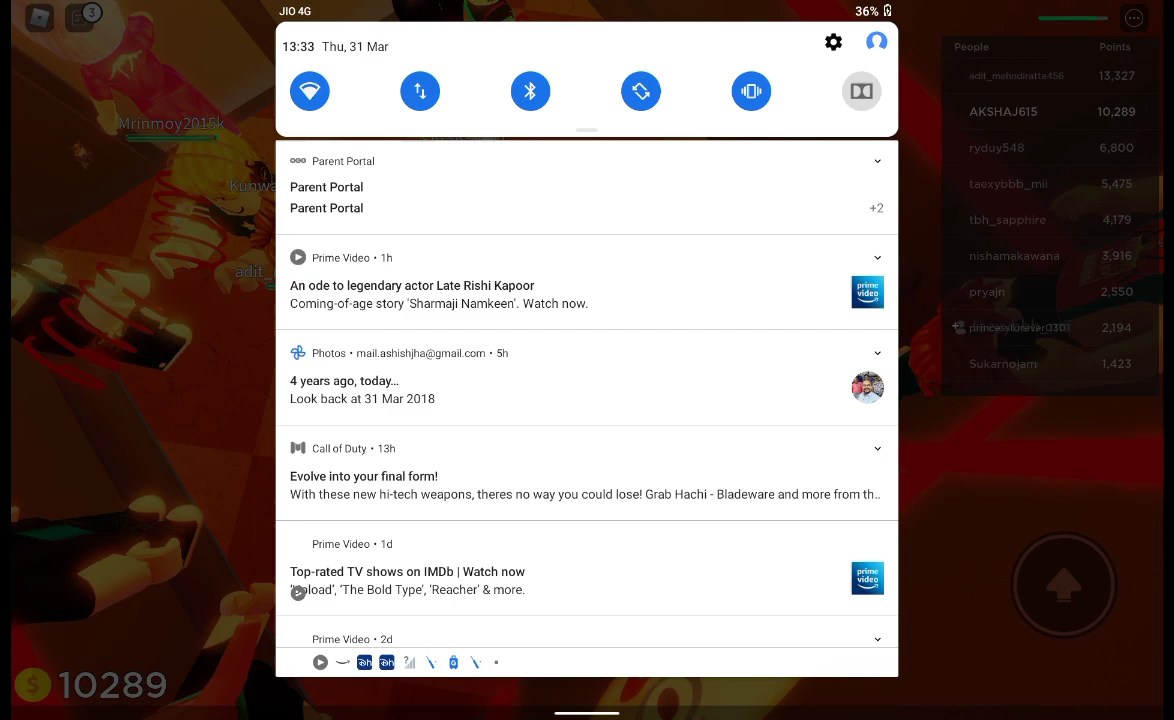 JIO 4G
36%
3
13:33 Thu, 31 Mar
Parent Portal
Parent Portal
Parent Portal
+2
Prime Video • 1h
An ode to legendary actor Late Rishi Kapoor
Coming-of-age story 'Sharmaji Namkeen'. Watch now.
prime video
Photos • mail.ashishjha@gmail.com • 5h
4 years ago, today...
Look back at 31 Mar 2018
Call of Duty • 13h
Evolve into your final form!
With these new hi-tech weapons, theres no way you could lose! Grab Hachi - Bladeware and more from th..
Prime Video • 1d
Top-rated TV shows on IMDb | Watch now
'Upload', 'The Bold Type', 'Reacher' & more.
prime video
Prime Video • 2d
Mrinmoy2015k
Kunwa
adit_
10289
People Points
adit_mehndiratta456 13,327
AKSHAJ615 10,289
ryduy548 6,800
taexybbb_mii 5,475
tbh_sapphire 4,179
nishamakawana 3,916
pryajn 2,550
princessforever0301 2,194
Sukarnojam 1,423